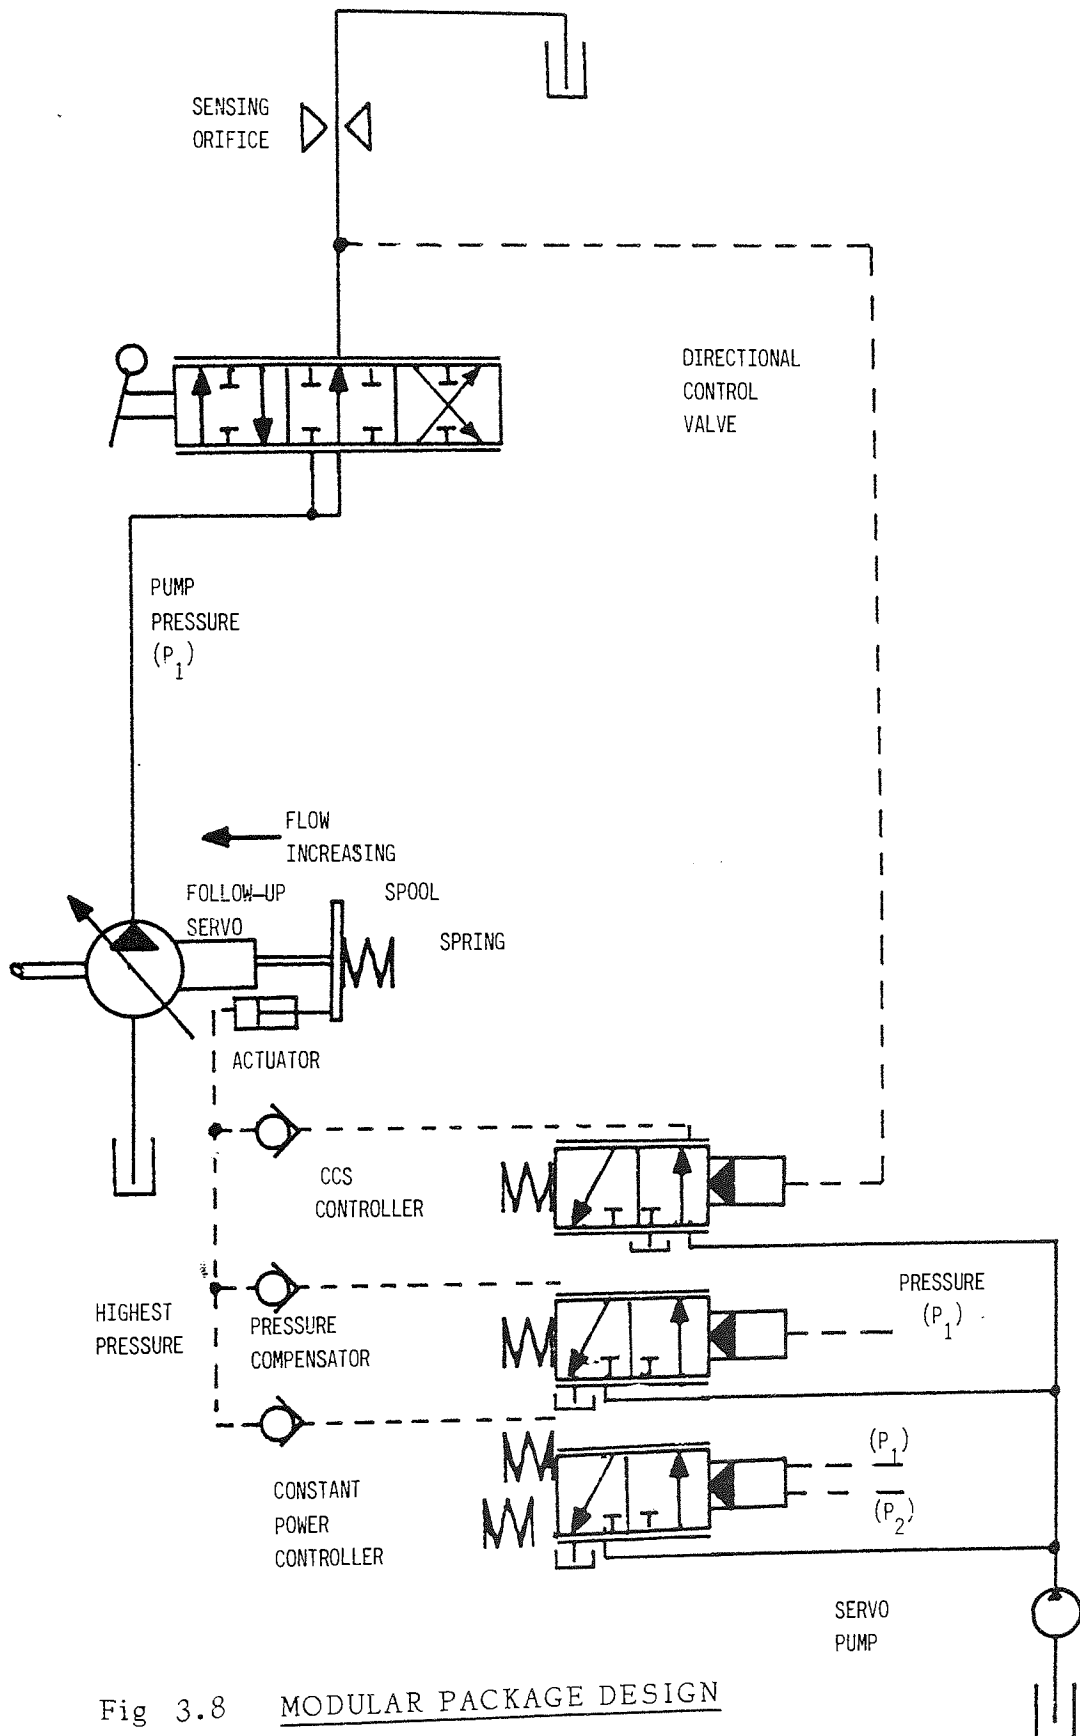 SENSING
ORIFICE
DIRECTIONAL
CONTROL
VALVE
PUMP
PRESSURE
(P1)
FLOW
INCREASING
FOLLOW-UP
SERVO
SPOOL
SPRING
ACTUATOR
CCS
CONTROLLER
HIGHEST
PRESSURE
PRESSURE
COMPENSATOR
PRESSURE
(P1)
CONSTANT
POWER
CONTROLLER
(P1)
(P2)
SERVO
PUMP
Fig 3.8 MODULAR PACKAGE DESIGN